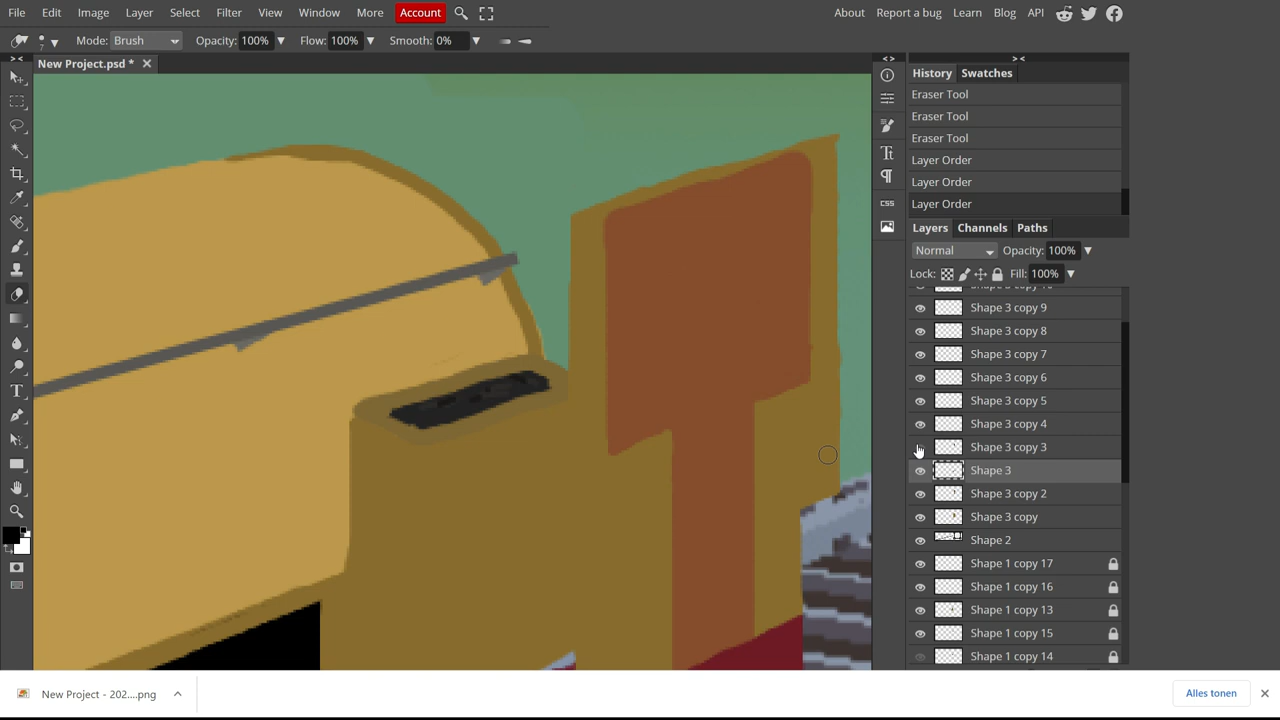 File Edit Image Layer Select Filter View Window More Account About Report a bug Learn Blog API
7 Mode: Brush Opacity: 100% Flow: 100% Smooth: 0%
New Project.psd *
History Swatches
Eraser Tool
Eraser Tool
Eraser Tool
Layer Order
Layer Order
Layer Order
Layers Channels Paths
Normal Opacity: 100%
Lock: Fill: 100%
Shape 3 copy 9
Shape 3 copy 8
Shape 3 copy 7
Shape 3 copy 6
Shape 3 copy 5
Shape 3 copy 4
Shape 3 copy 3
Shape 3
Shape 3 copy 2
Shape 3 copy
Shape 2
Shape 1 copy 17
Shape 1 copy 16
Shape 1 copy 13
Shape 1 copy 15
Shape 1 copy 14
CSS
New Project - 202....png
Alles tonen